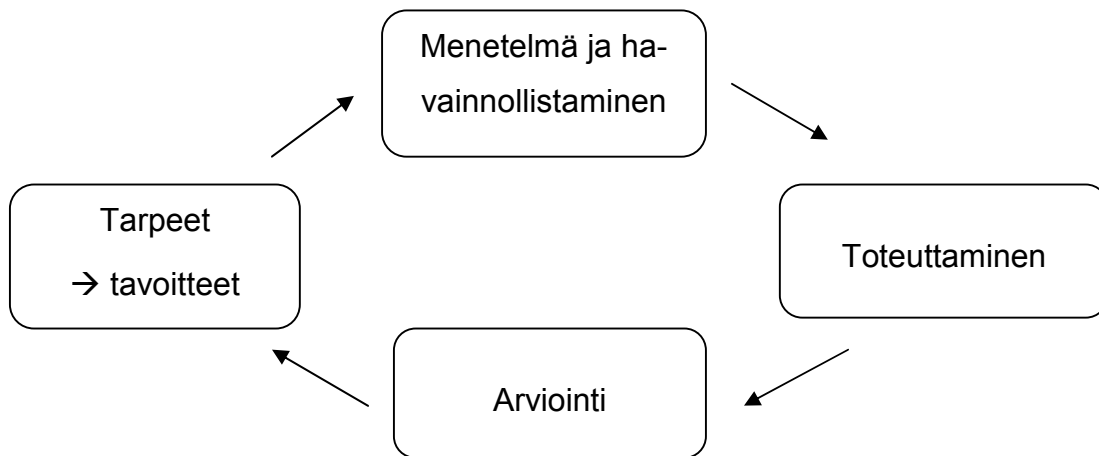 Menetelmä ja ha-
vainnollistaminen
Tarpeet
→ tavoitteet
Toteuttaminen
Arviointi